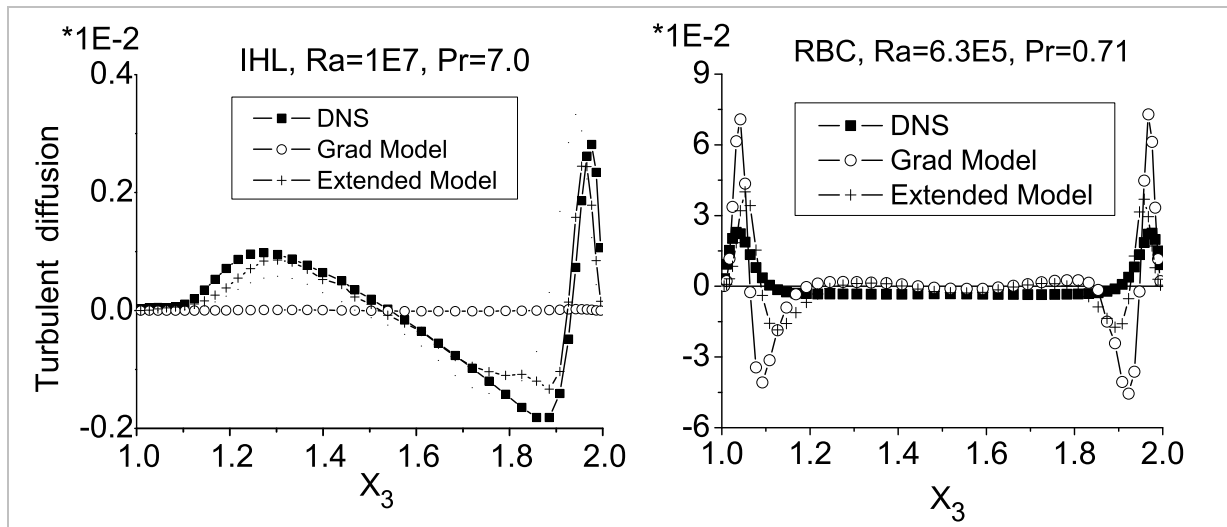 *1E-2
IHL, Ra=1E7, Pr=7.0
0.4
0.2
0.0
-0.2
Turbulent diffusion
DNS
Grad Model
Extended Model
1.0 1.2 1.4 1.6 1.8 2.0
X3
*1E-2
RBC, Ra=6.3E5, Pr=0.71
9
6
3
0
-3
-6
DNS
Grad Model
Extended Model
1.0 1.2 1.4 1.6 1.8 2.0
X3